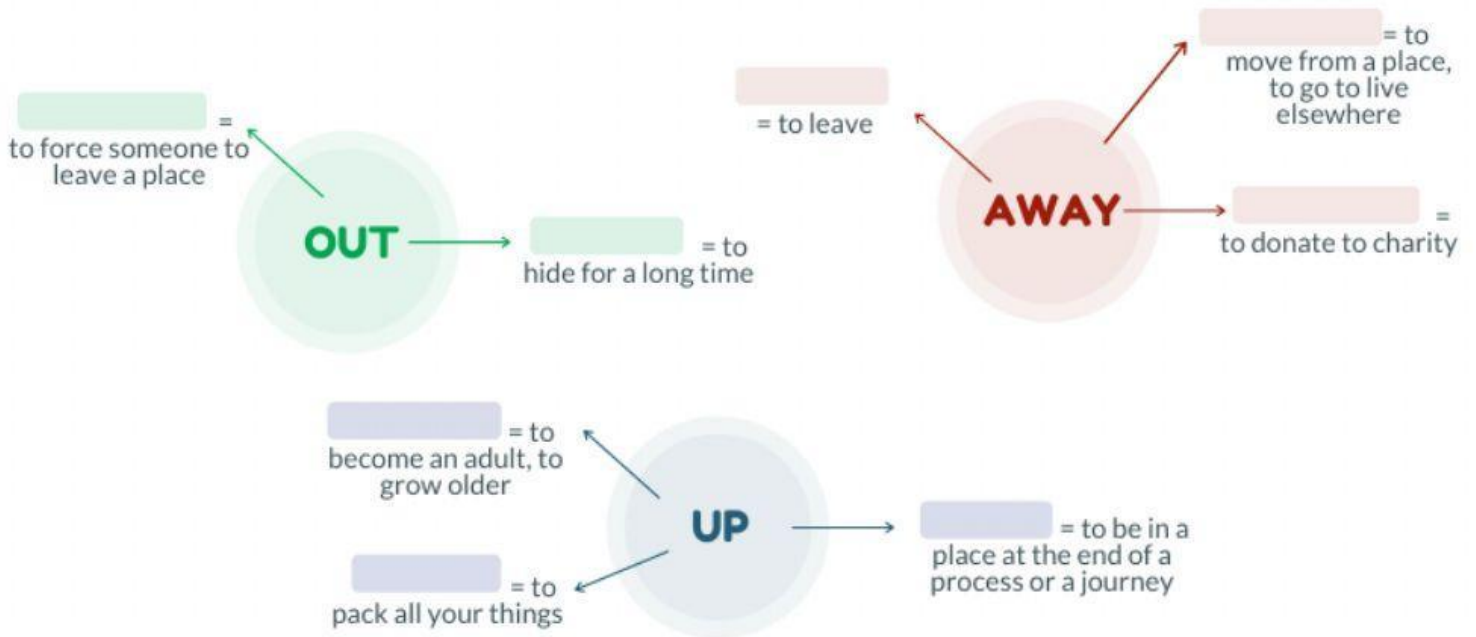 =
to force someone to
leave a place
OUT
= to
hide for a long time
= to leave
= to
move from a place,
to go to live
elsewhere
AWAY
=
to donate to charity
= to
become an adult, to
grow older
UP
= to
pack all your things
= to be in a
place at the end of a
process or a journey